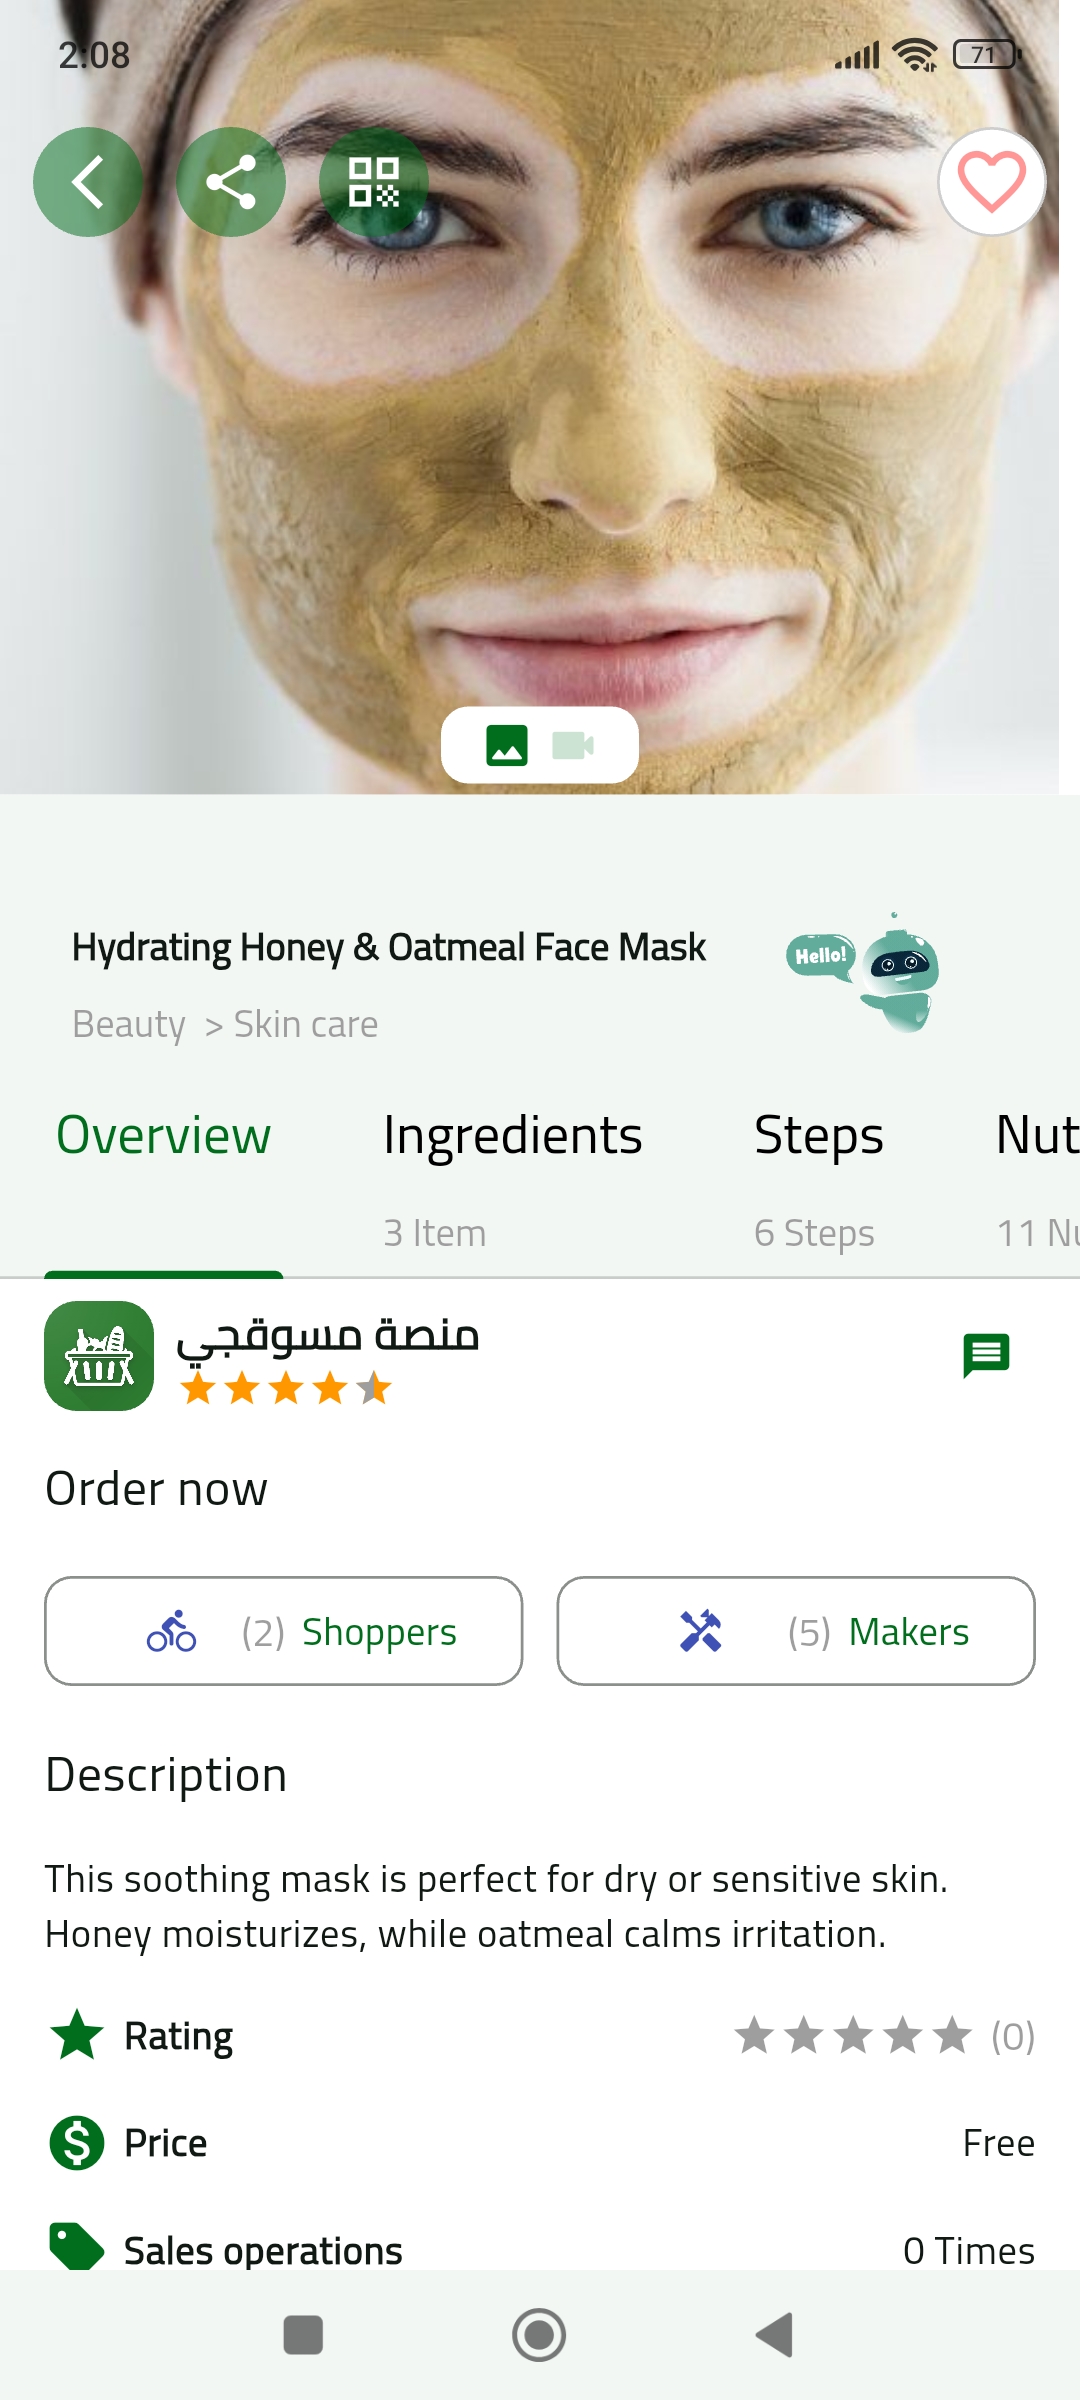 2:08
71
Hydrating Honey & Oatmeal Face Mask
Hello!
Beauty > Skin care
Overview
Ingredients
Steps
3 Item
6 Steps
11
منصة مسوقجي
Order now
(2) Shoppers
(5) Makers
Description
This soothing mask is perfect for dry or sensitive skin.
Honey moisturizes, while oatmeal calms irritation.
Rating
(0)
Price
Free
Sales operations
0 Times